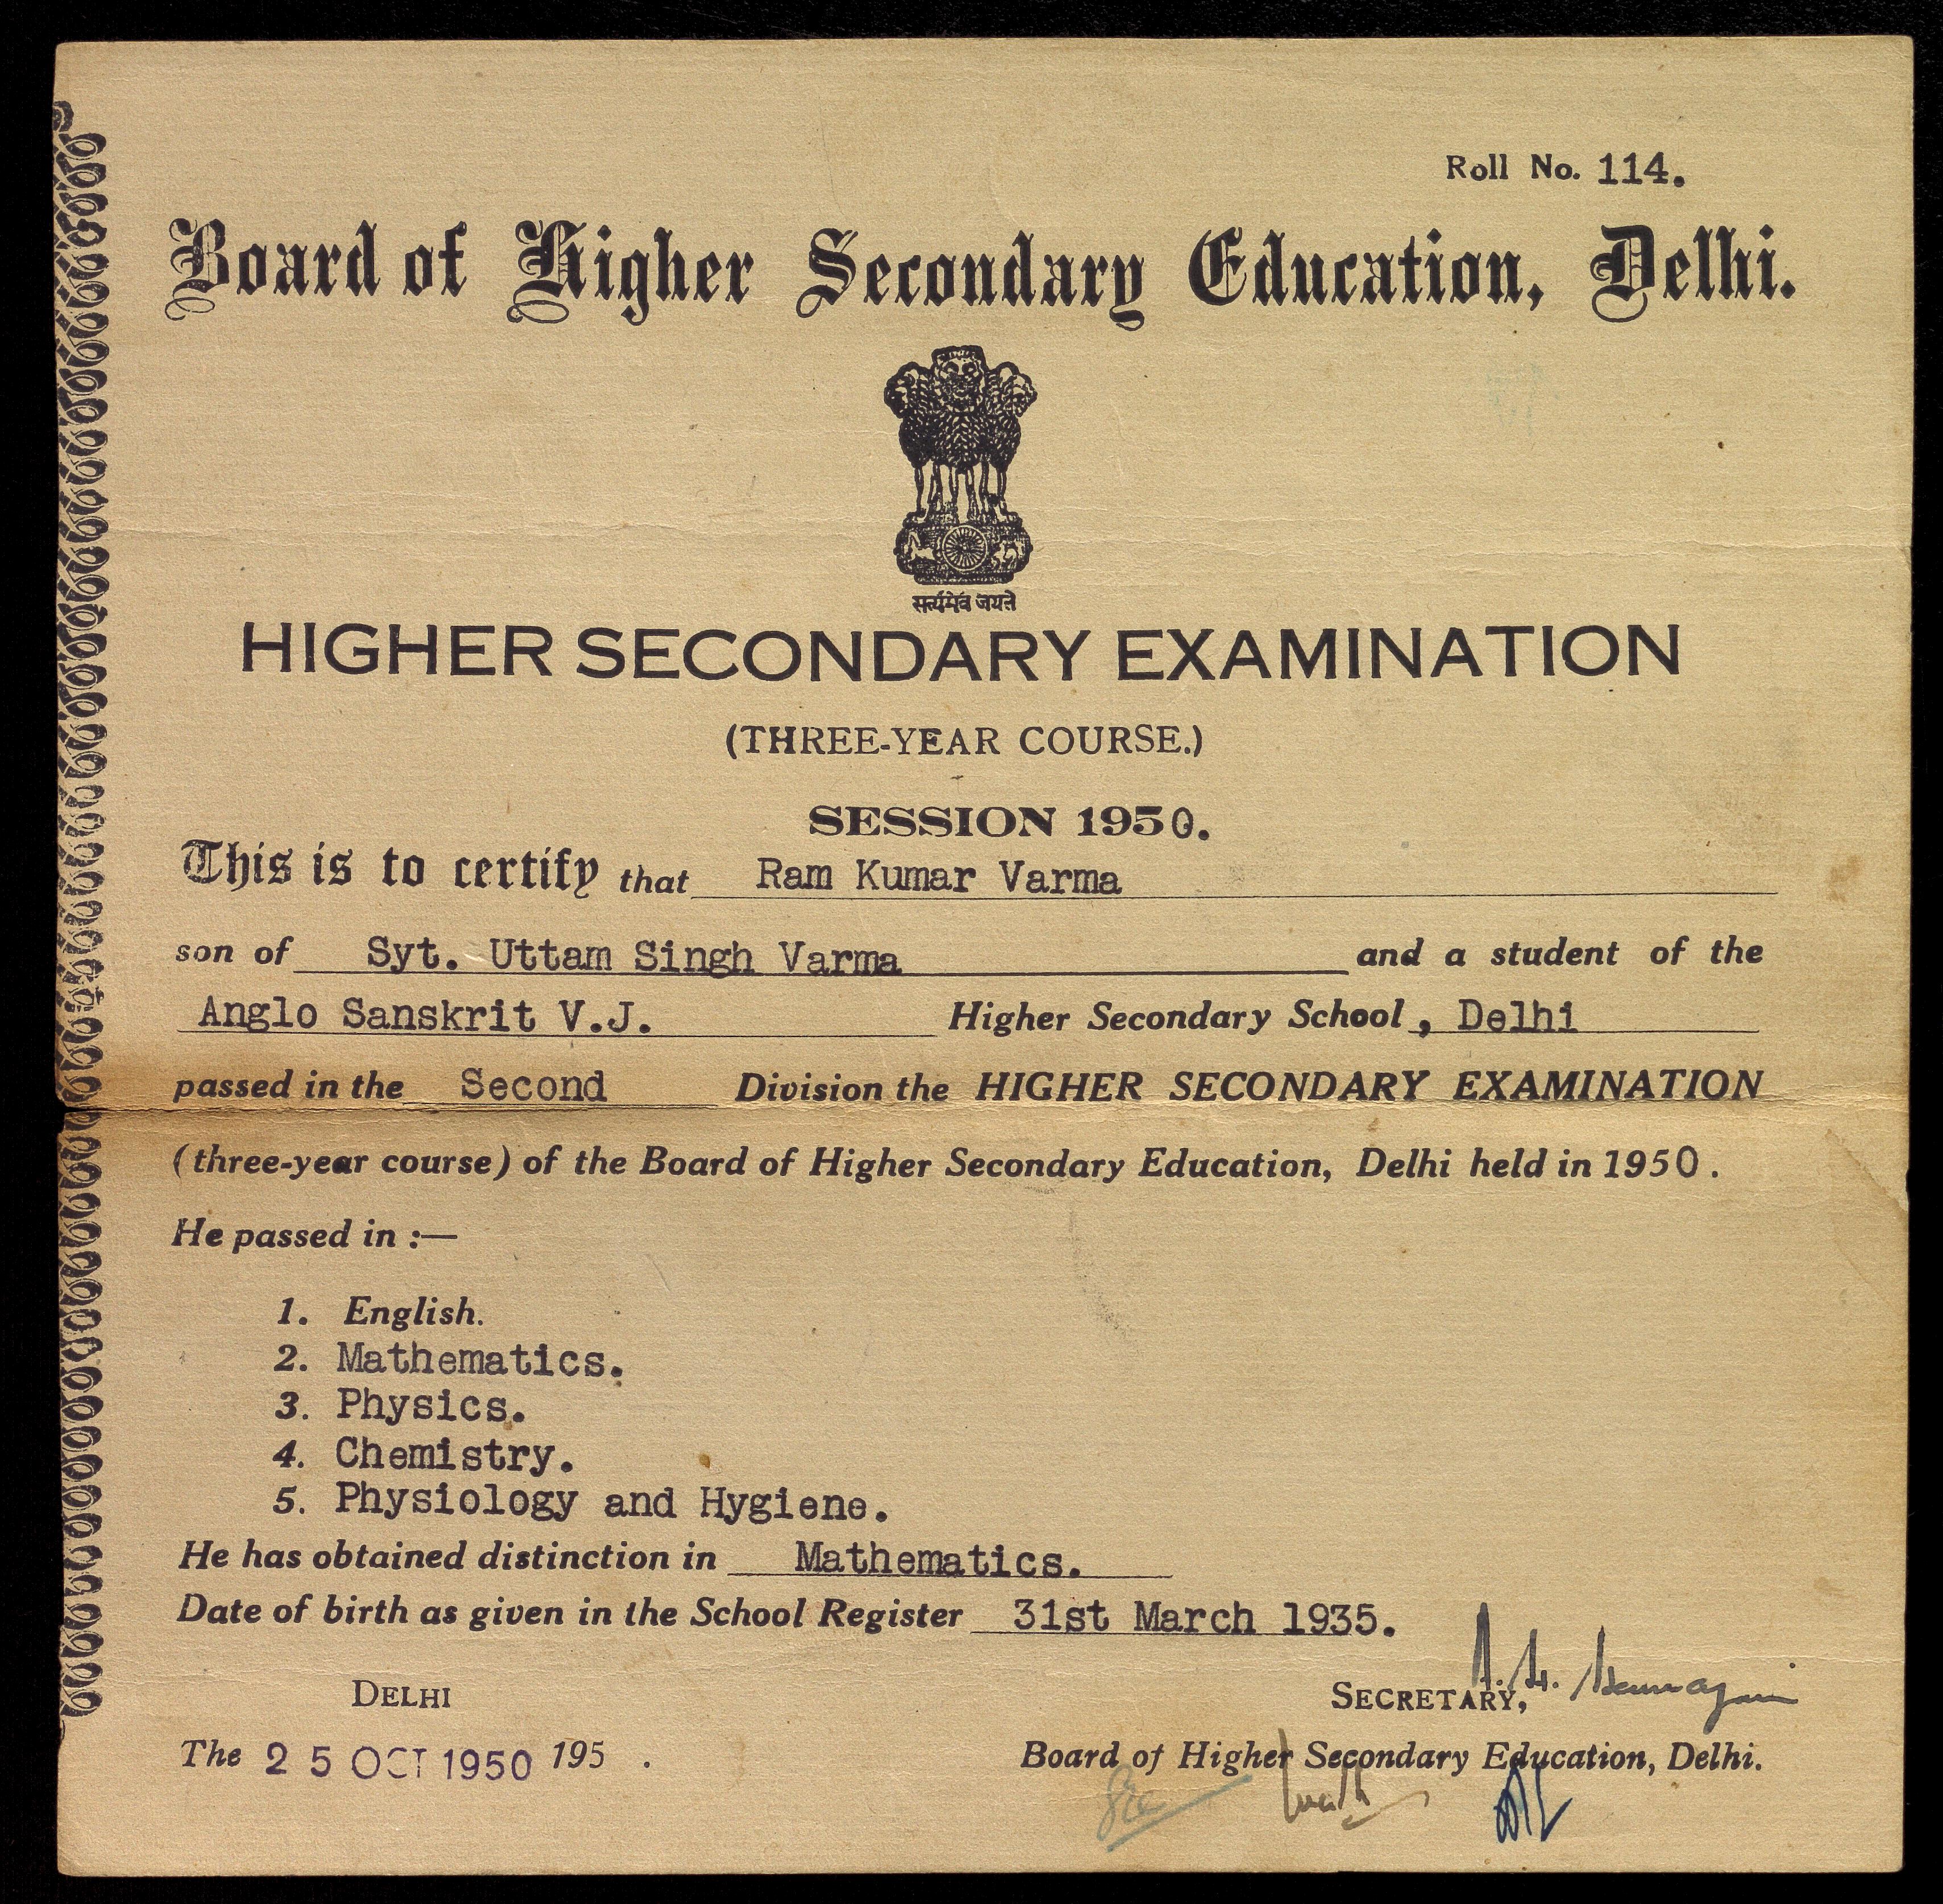 Roll No. 114.
Board of Higher Secondary Education, Delhi.
सत्यमेव जयते
HIGHER SECONDARY EXAMINATION
(THREE-YEAR COURSE.)
SESSION 1950.
This is to certify that Ram Kumar Varma
son of Syt. Uttam Singh Varma and a student of the
Anglo Sanskrit V.J. Higher Secondary School, Delhi
passed in the Second Division the HIGHER SECONDARY EXAMINATION
(three-year course) of the Board of Higher Secondary Education, Delhi held in 1950.
He passed in :—
1. English.
2. Mathematics.
3. Physics.
4. Chemistry.
5. Physiology and Hygiene.
He has obtained distinction in Mathematics.
Date of birth as given in the School Register 31st March 1935.
DELHI
SECRETARY,
The 25 OCT 1950 195 .
Board of Higher Secondary Education, Delhi.